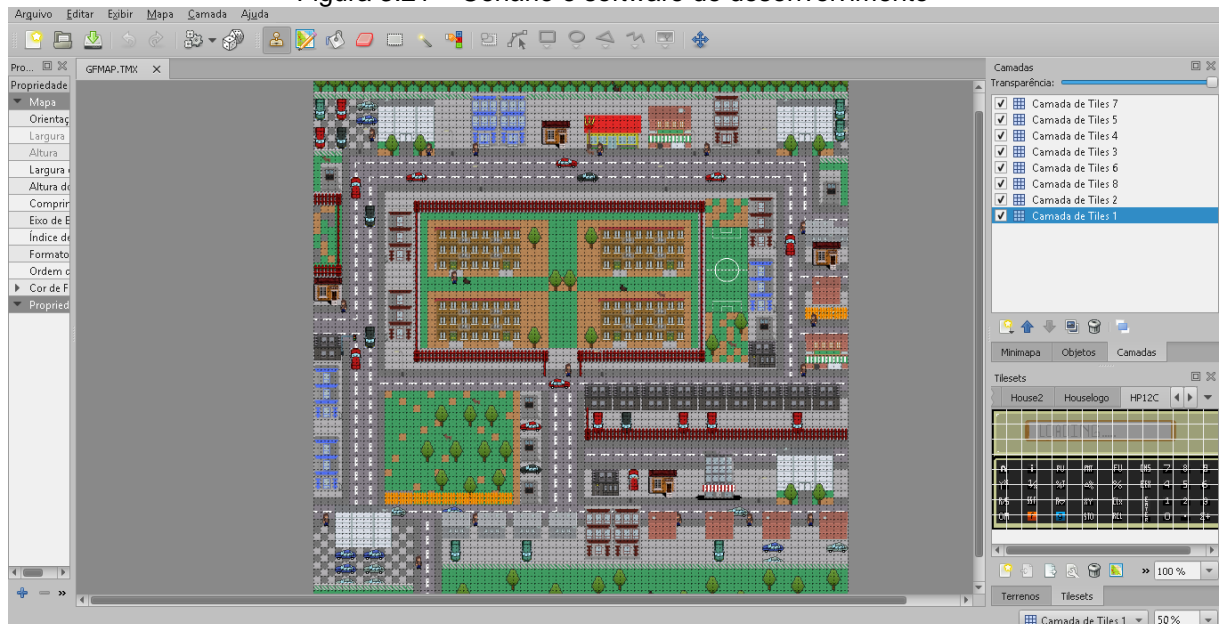 Arquivo Editar Exibir Mapa Camada Ajuda
Pro...
GFMAP.TMX
Propriedade
Mapa
Orientaç
Largura
Altura
Largura
Altura do
Comprir
Eixo de E
Índice de
Formato
Ordem
Cor de F
Propried
Camadas
Transparência:
Camada de Tiles 7
Camada de Tiles 5
Camada de Tiles 4
Camada de Tiles 3
Camada de Tiles 6
Camada de Tiles 8
Camada de Tiles 2
Camada de Tiles 1
Minimapa Objetos Camadas
Tilesets
House2 Houselogo HP12C
LOADING...
» 100 %
Terrenos Tilesets
Camada de Tiles 1 50%
»